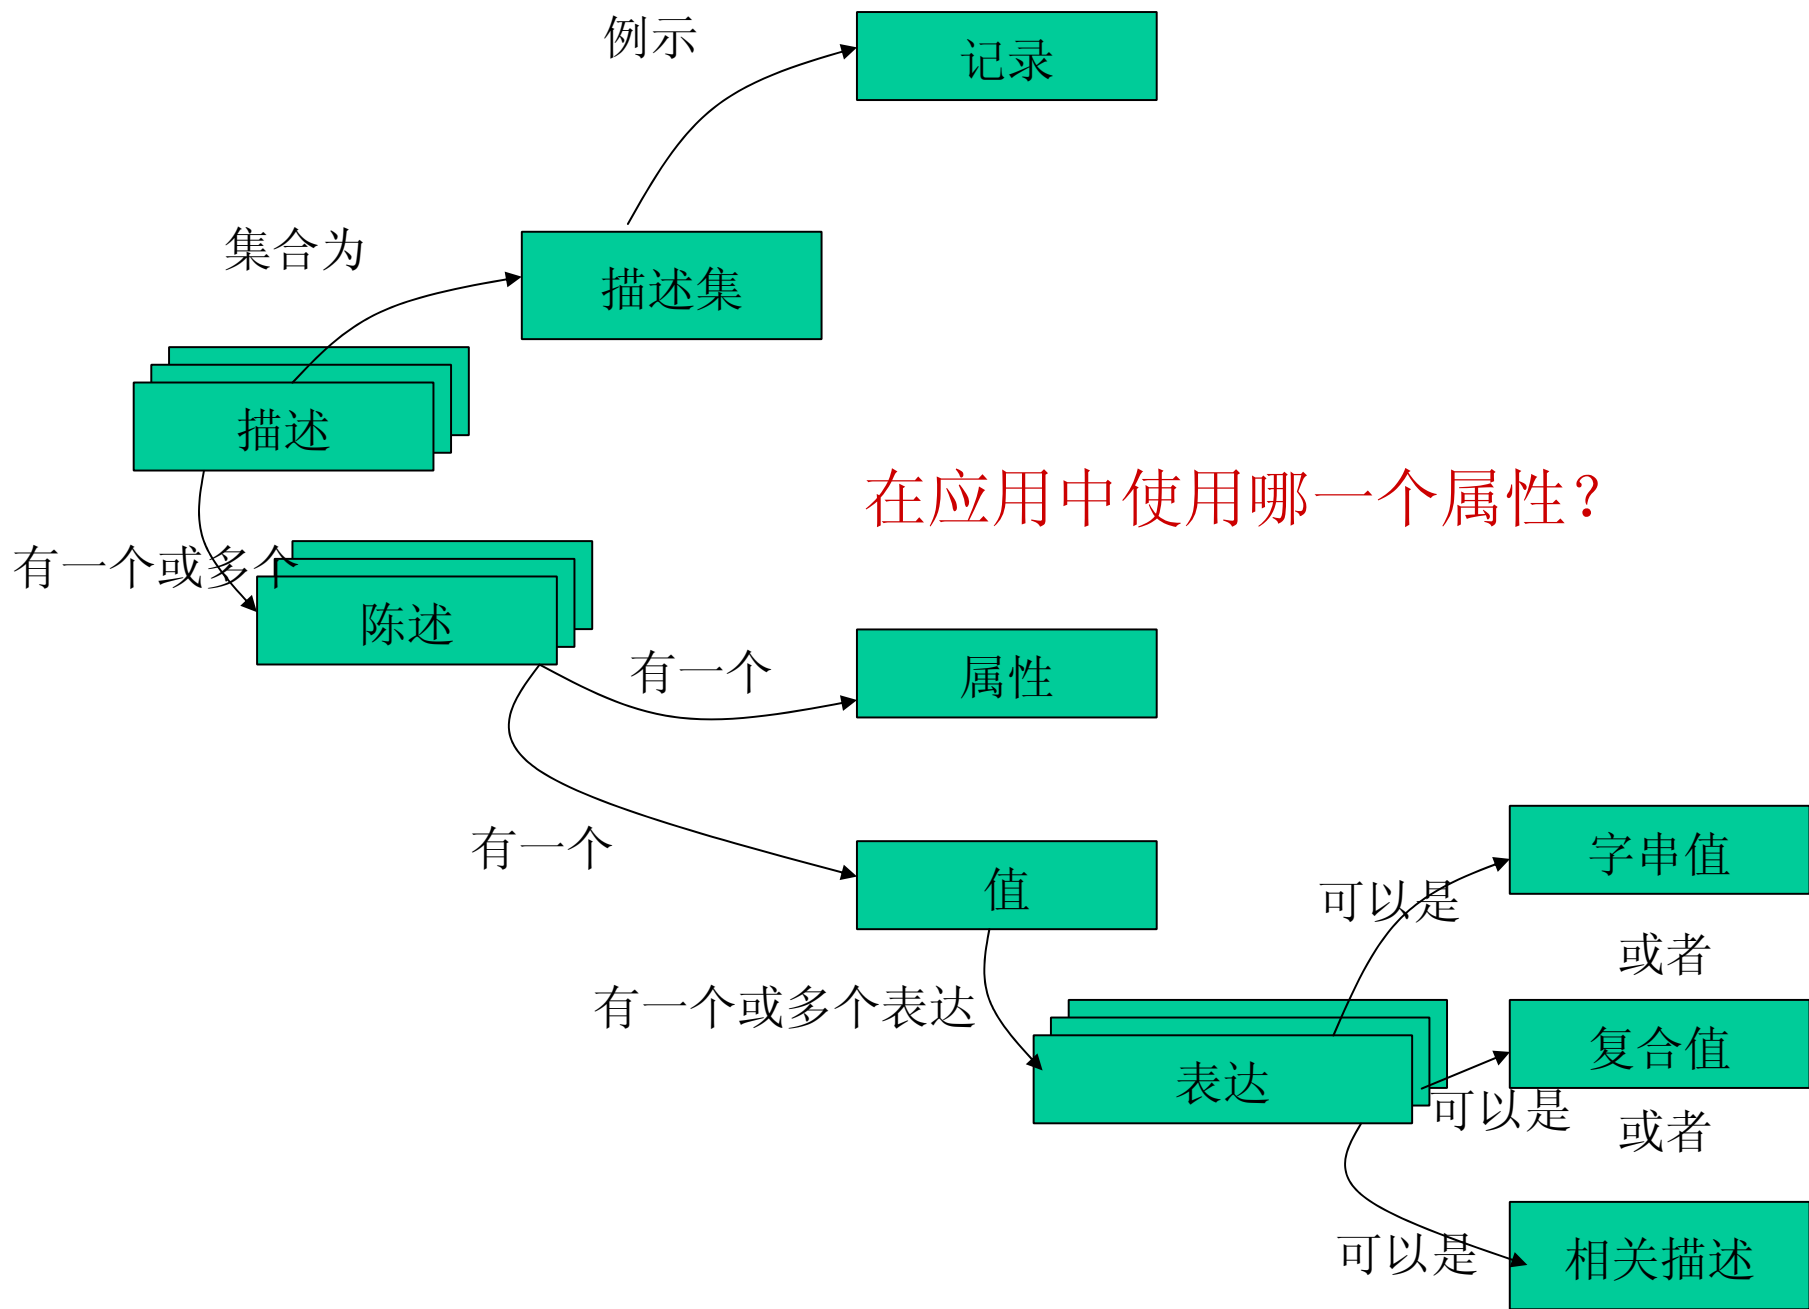 例示
记录
集合为
描述集
描述
在应用中使用哪一个属性？
有一个或多个
陈述
有一个
属性
有一个
值
字串值
可以是
或者
有一个或多个表达
复合值
表达
可以是
或者
可以是
相关描述